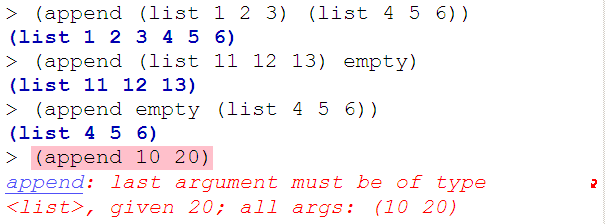 > (append (list 1 2 3) (list 4 5 6))
(list 1 2 3 4 5 6)
> (append (list 11 12 13) empty)
(list 11 12 13)
> (append empty (list 4 5 6))
(list 4 5 6)
> (append 10 20)
append: last argument must be of type
<list>, given 20; all args: (10 20)